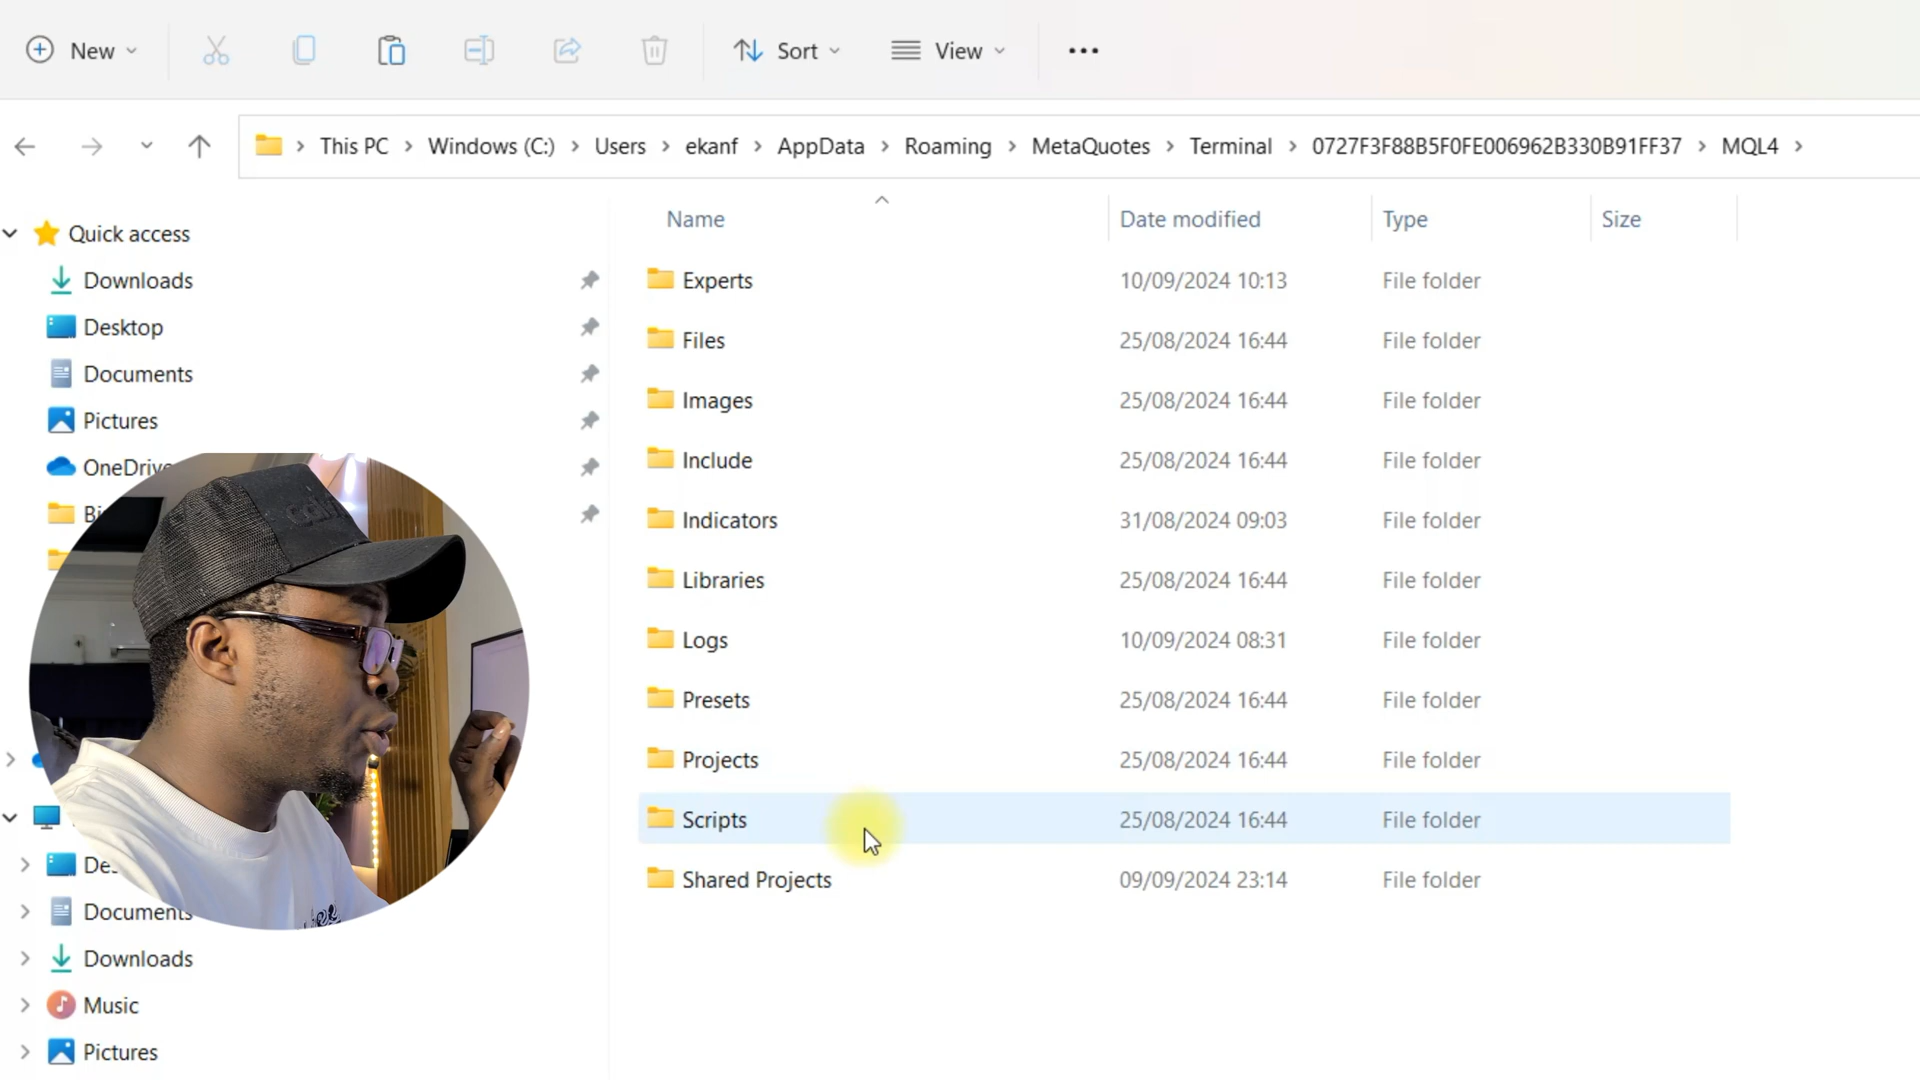 New Sort View
This PC Windows (C:) Users ekanf AppData Roaming MetaQuotes Terminal 0727F3F88B5F0FE006962B330B91FF37 MQL4
Name Date modified Type Size
Quick access
Downloads
Desktop
Documents
Pictures
OneDrive
Documents
Downloads
Music
Pictures
Experts 10/09/2024 10:13 File folder
Files 25/08/2024 16:44 File folder
Images 25/08/2024 16:44 File folder
Include 25/08/2024 16:44 File folder
Indicators 31/08/2024 09:03 File folder
Libraries 25/08/2024 16:44 File folder
Logs 10/09/2024 08:31 File folder
Presets 25/08/2024 16:44 File folder
Projects 25/08/2024 16:44 File folder
Scripts 25/08/2024 16:44 File folder
Shared Projects 09/09/2024 23:14 File folder